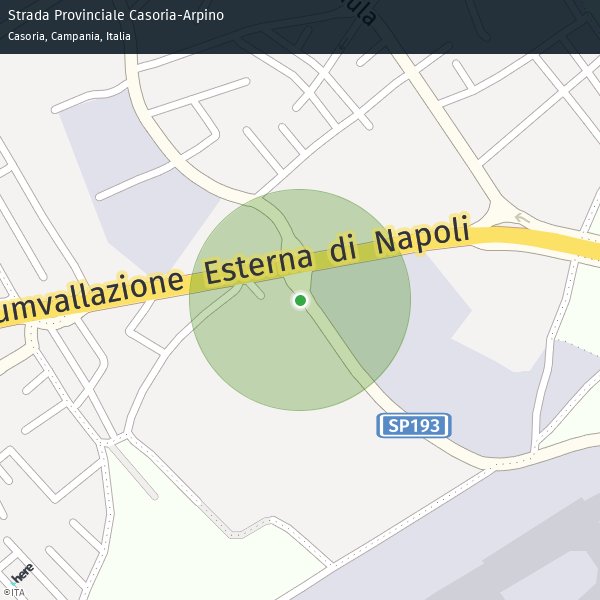 Strada Provinciale Casoria-Arpino
Casoria, Campania, Italia
umvallazione Esterna di Napoli
SP193
here
©ITA